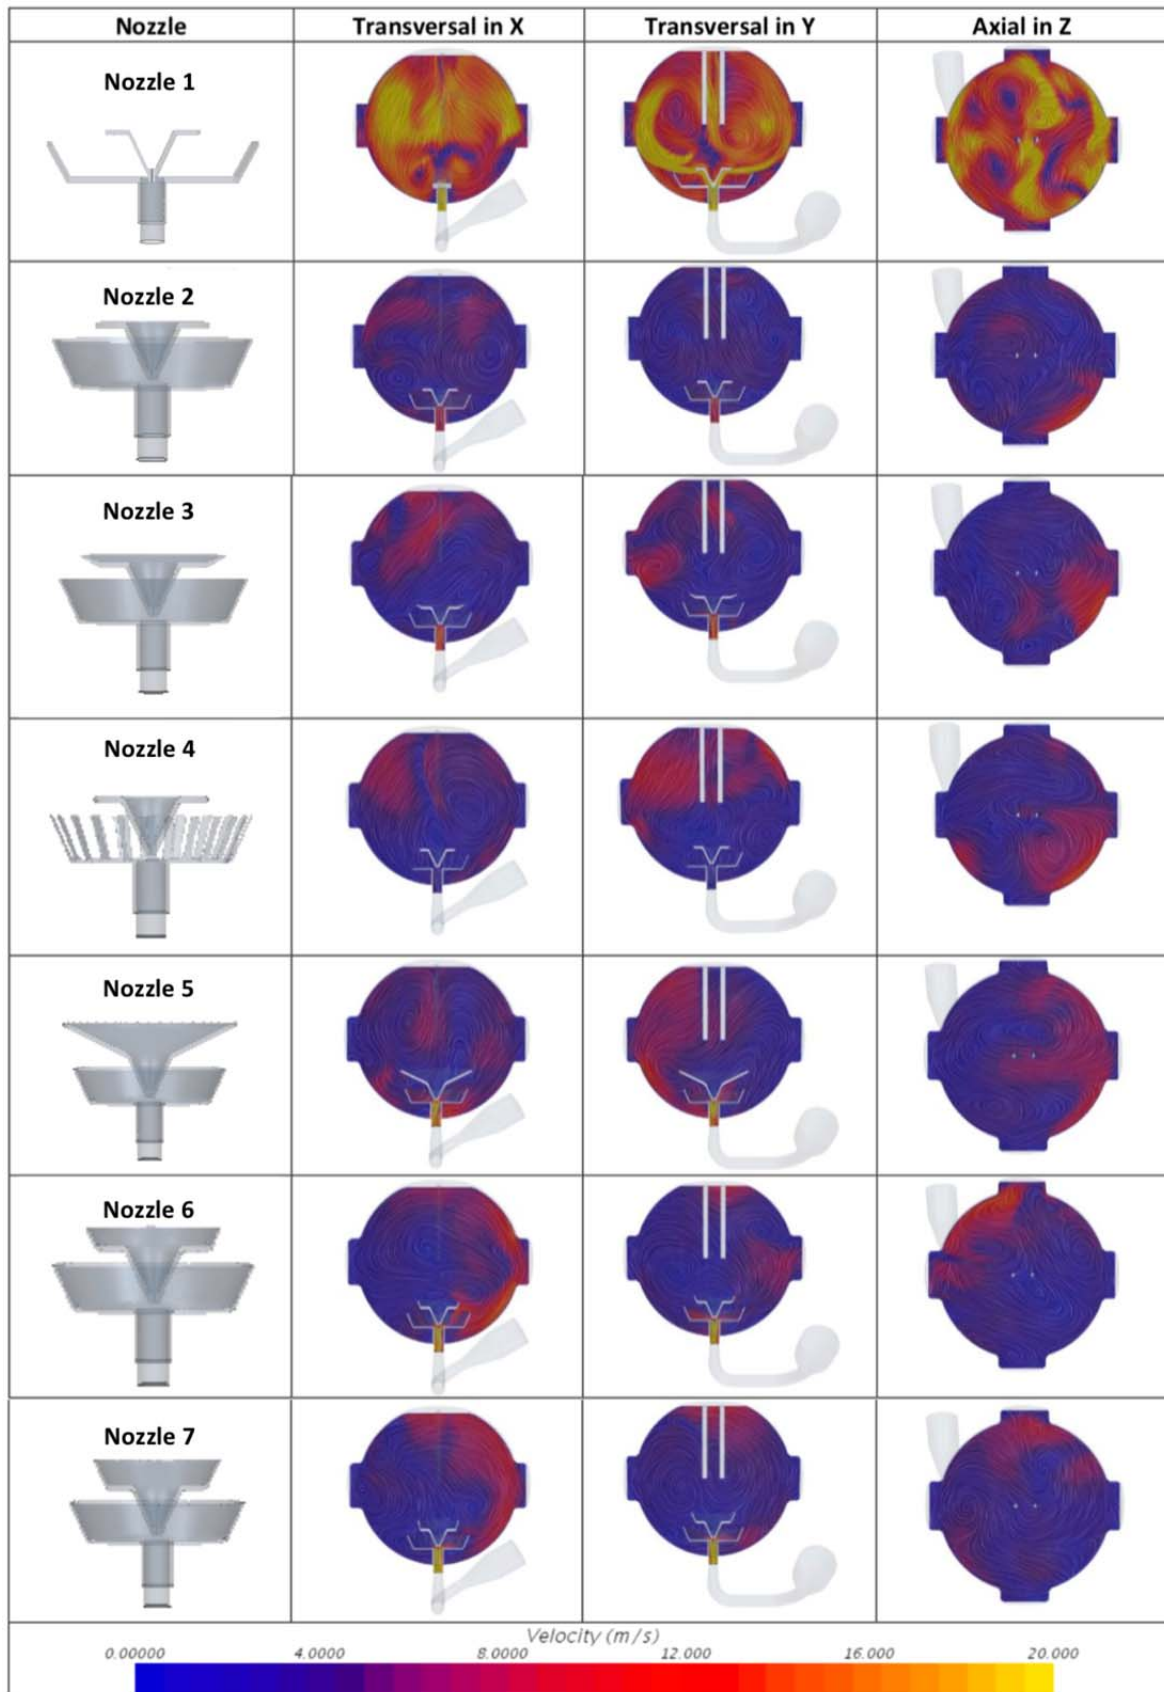 Nozzle Transversal in X Transversal in Y Axial in Z
Nozzle 1
Nozzle 2
Nozzle 3
Nozzle 4
Nozzle 5
Nozzle 6
Nozzle 7
Velocity (m/s)
0.00000 4.0000 8.0000 12.000 16.000 20.000